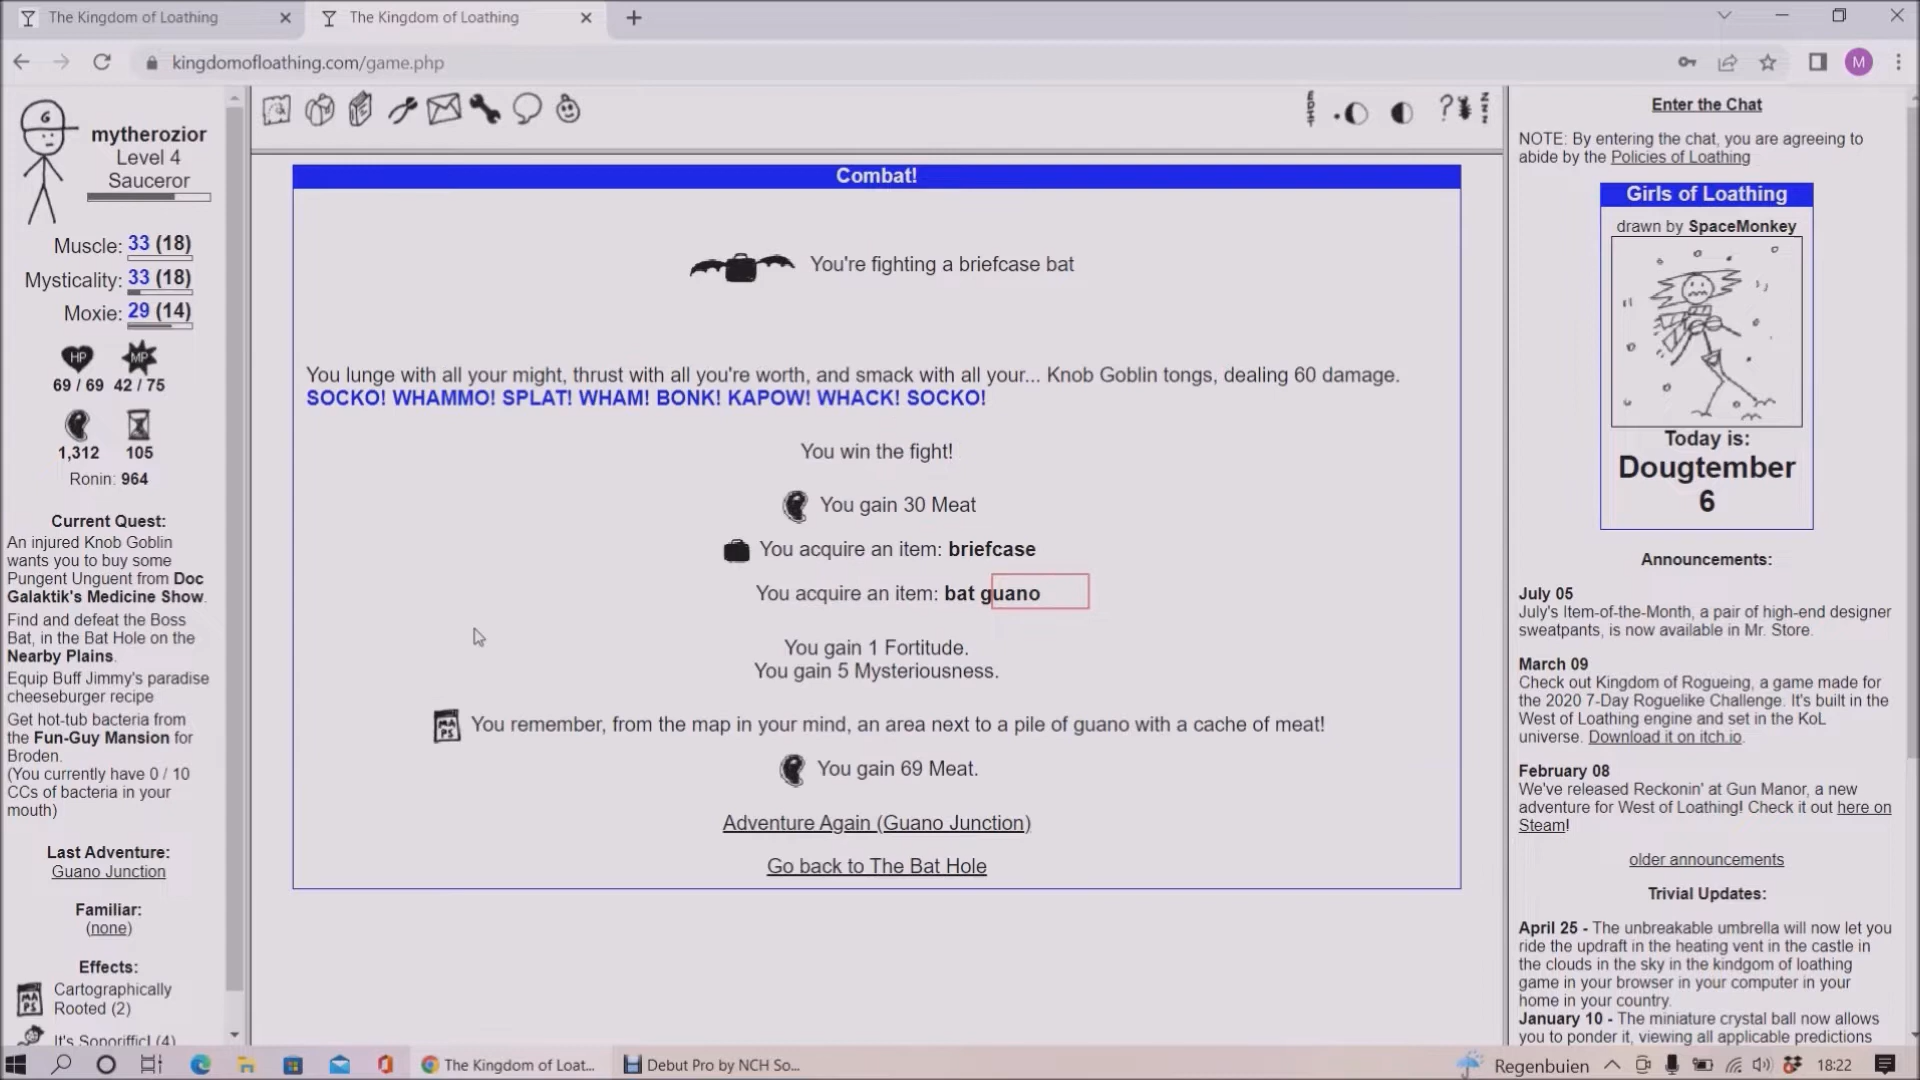 The Kingdom of Loathing
The Kingdom of Loathing
kingdomofloathing.com/game.php
M
G
mytherozior
Level 4
Sauceror
Muscle: 33 (18)
Mysticality: 33 (18)
Moxie: 29 (14)
HP MP
69 / 69 42 / 75
1,312 105
Ronin: 964
Current Quest:
An injured Knob Goblin
wants you to buy some
Pungent Unguent from Doc
Galaktik's Medicine Show.
Find and defeat the Boss
Bat, in the Bat Hole on the
Nearby Plains.
Equip Buff Jimmy's paradise
cheeseburger recipe
Get hot-tub bacteria from
the Fun-Guy Mansion for
Broden.
(You currently have 0 / 10
CCs of bacteria in your
mouth)
Last Adventure:
Guano Junction
Familiar:
(none)
Effects:
MAPS
Cartographically
Rooted (2)
It's Soporific! (4)
EDIT
?
ZZZ
Combat!
You're fighting a briefcase bat
You lunge with all your might, thrust with all you're worth, and smack with all your... Knob Goblin tongs, dealing 60 damage.
SOCKO! WHAMMO! SPLAT! WHAM! BONK! KAPOW! WHACK! SOCKO!
You win the fight!
You gain 30 Meat
You acquire an item: briefcase
You acquire an item: bat guano
You gain 1 Fortitude.
You gain 5 Mysteriousness.
MAPS
You remember, from the map in your mind, an area next to a pile of guano with a cache of meat!
You gain 69 Meat.
Adventure Again (Guano Junction)
Go back to The Bat Hole
Enter the Chat
NOTE: By entering the chat, you are agreeing to
abide by the Policies of Loathing
Girls of Loathing
drawn by SpaceMonkey
Today is:
Dougtember
6
Announcements:
July 05
July's Item-of-the-Month, a pair of high-end designer
sweatpants, is now available in Mr. Store.
March 09
Check out Kingdom of Rogueing, a game made for
the 2020 7-Day Roguelike Challenge. It's built in the
West of Loathing engine and set in the KoL
universe. Download it on itch.io.
February 08
We've released Reckonin' at Gun Manor, a new
adventure for West of Loathing! Check it out here on
Steam!
older announcements
Trivial Updates:
April 25 - The unbreakable umbrella will now let you
ride the updraft in the heating vent in the castle in
the clouds in the sky in the kindgom of loathing
game in your browser in your computer in your
home in your country.
January 10 - The miniature crystal ball now allows
you to ponder it, viewing all applicable predictions
The Kingdom of Loat...
Debut Pro by NCH So...
Regenbuien
18:22